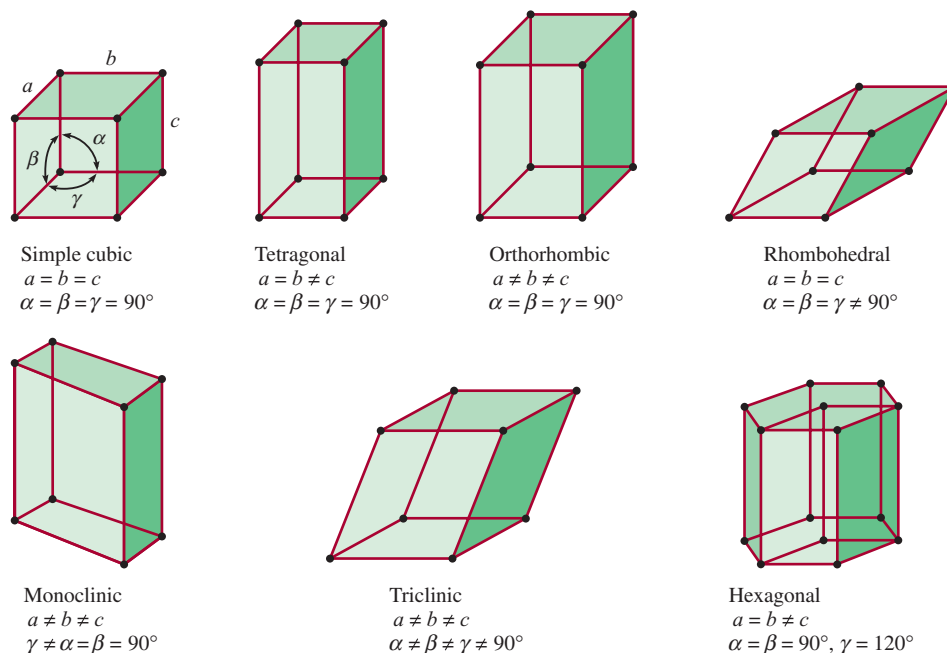 b
a
c
α
β
γ
Simple cubic
a = b = c
α = β = γ = 90°
Tetragonal
a = b ≠ c
α = β = γ = 90°
Orthorhombic
a ≠ b ≠ c
α = β = γ = 90°
Rhombohedral
a = b = c
α = β = γ ≠ 90°
Monoclinic
a ≠ b ≠ c
γ ≠ α = β = 90°
Triclinic
a ≠ b ≠ c
α ≠ β ≠ γ ≠ 90°
Hexagonal
a = b ≠ c
α = β = 90°, γ = 120°